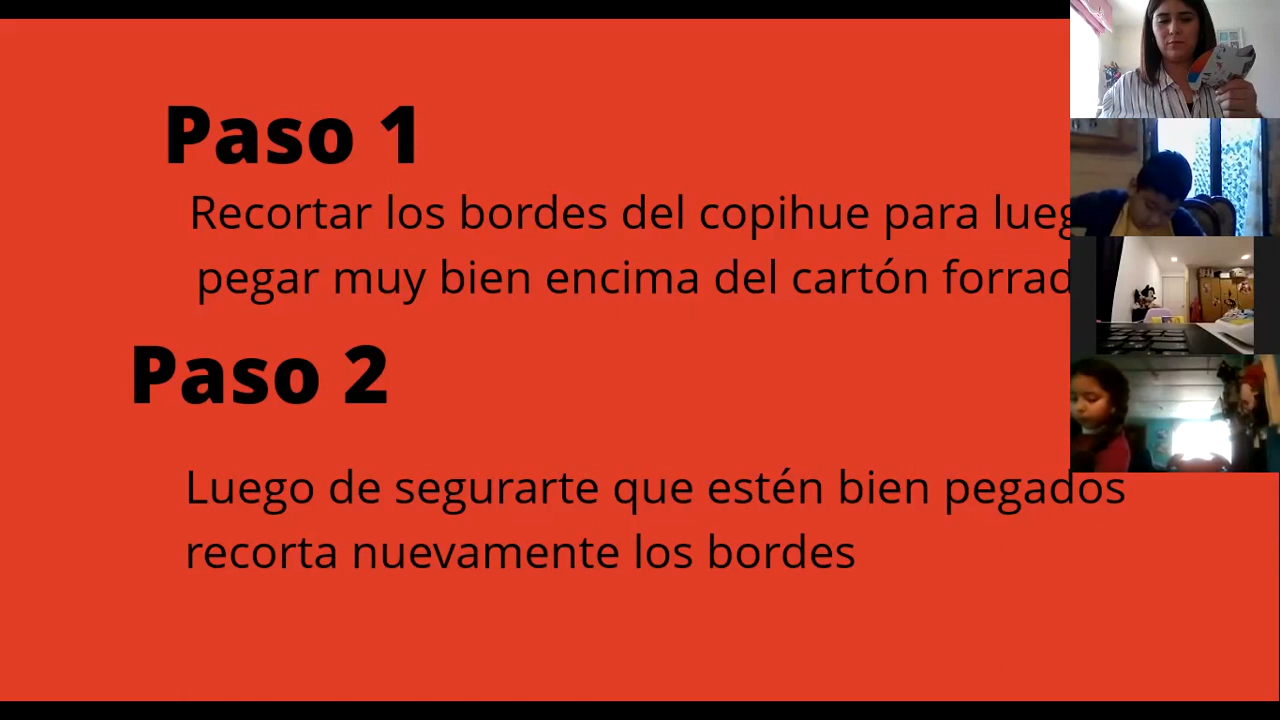 Paso 1
Recortar los bordes del copihue para lueg
pegar muy bien encima del cartón forrad
Paso 2
Luego de segurarte que estén bien pegados
recorta nuevamente los bordes